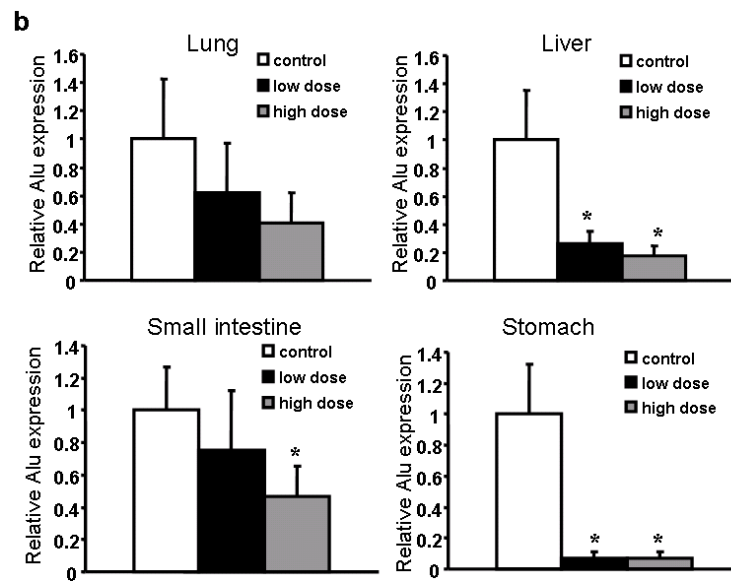 b
Lung
Relative Alu expression
1.6
1.4
1.2
1
0.8
0.6
0.4
0.2
0
control
low dose
high dose
Liver
Relative Alu expression
1.6
1.4
1.2
1
0.8
0.6
0.4
0.2
0
control
low dose
high dose
*
*
Small intestine
Relative Alu expression
1.4
1.2
1
0.8
0.6
0.4
0.2
0
control
low dose
high dose
*
Stomach
Relative Alu expression
1.4
1.2
1
0.8
0.6
0.4
0.2
0
control
low dose
high dose
*
*